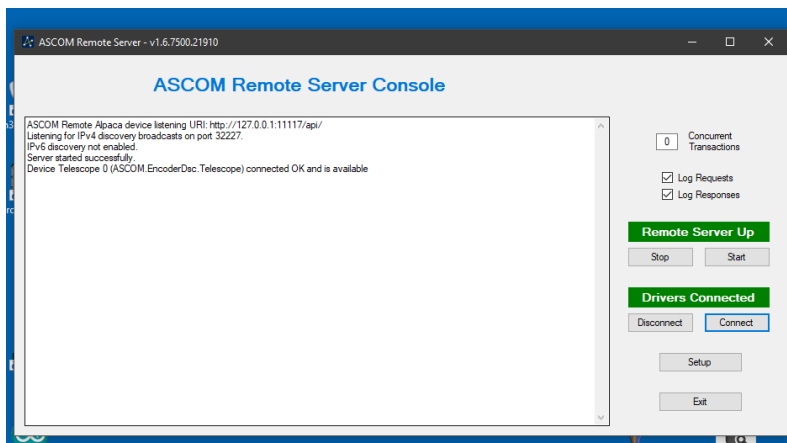 ASCOM Remote Server - v1.6.7500.21910
ASCOM Remote Server Console
ASCOM Remote Alpaca device listening URI: http://127.0.0.1:11117/api/
Listening for IPv4 discovery broadcasts on port 32227.
IPv6 discovery not enabled.
Server started successfully.
Device Telescope 0 (ASCOM.EncoderDsc.Telescope) connected OK and is available
0
Concurrent
Transactions
Log Requests
Log Responses
Remote Server Up
Stop Start
Drivers Connected
Disconnect Connect
Setup
Exit